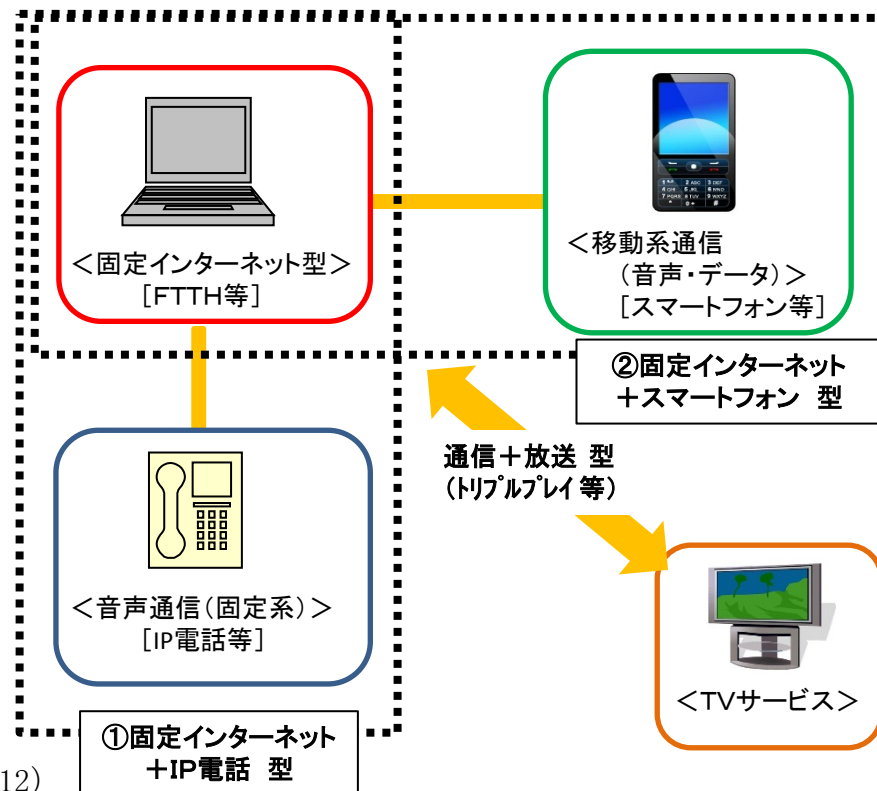 ＜固定インターネット型＞
［FTTH等］
＜移動系通信
（音声・データ）＞
［スマートフォン等］
②固定インターネット
＋スマートフォン 型
通信＋放送 型
（トリプルプレイ等）
＜音声通信（固定系）＞
［IP電話等］
＜TVサービス＞
①固定インターネット
＋IP電話 型
12）